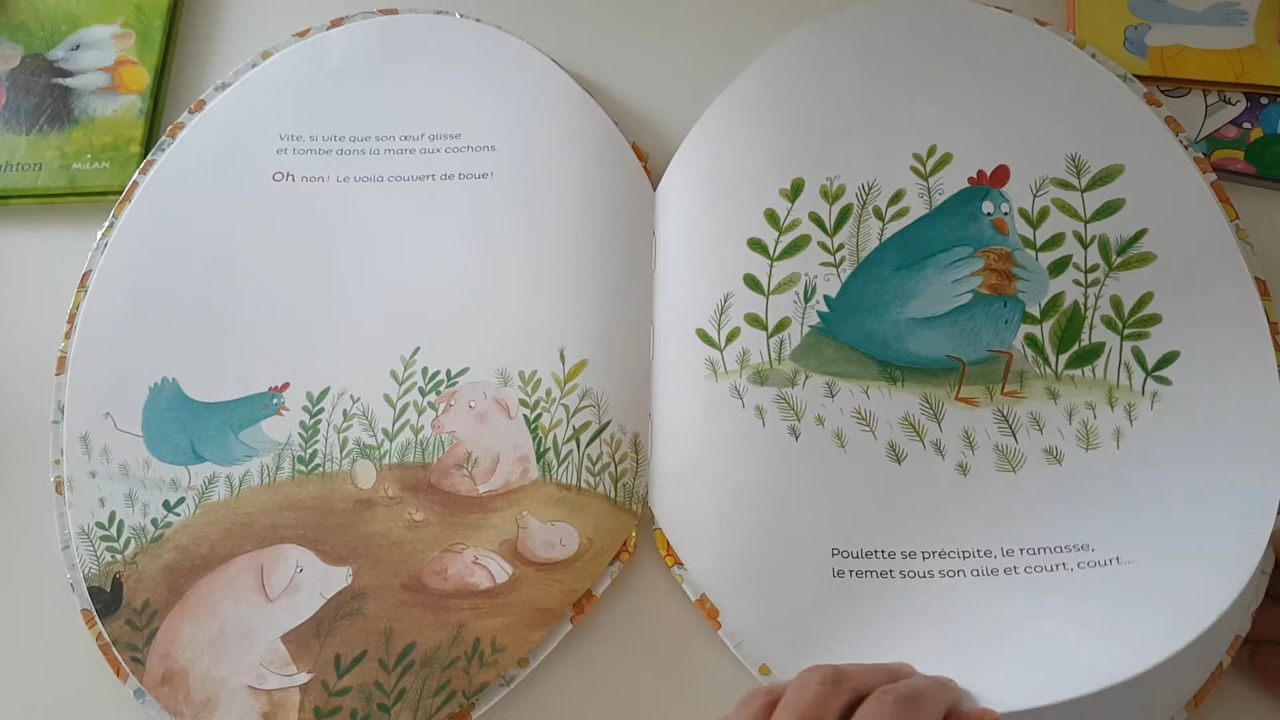 ghton
MiLAN
Vite, si vite que son œuf glisse
et tombe dans la mare aux cochons.
Oh non! Le voilà couvert de boue!
Poulette se précipite, le ramasse,
le remet sous son aile et court, court...